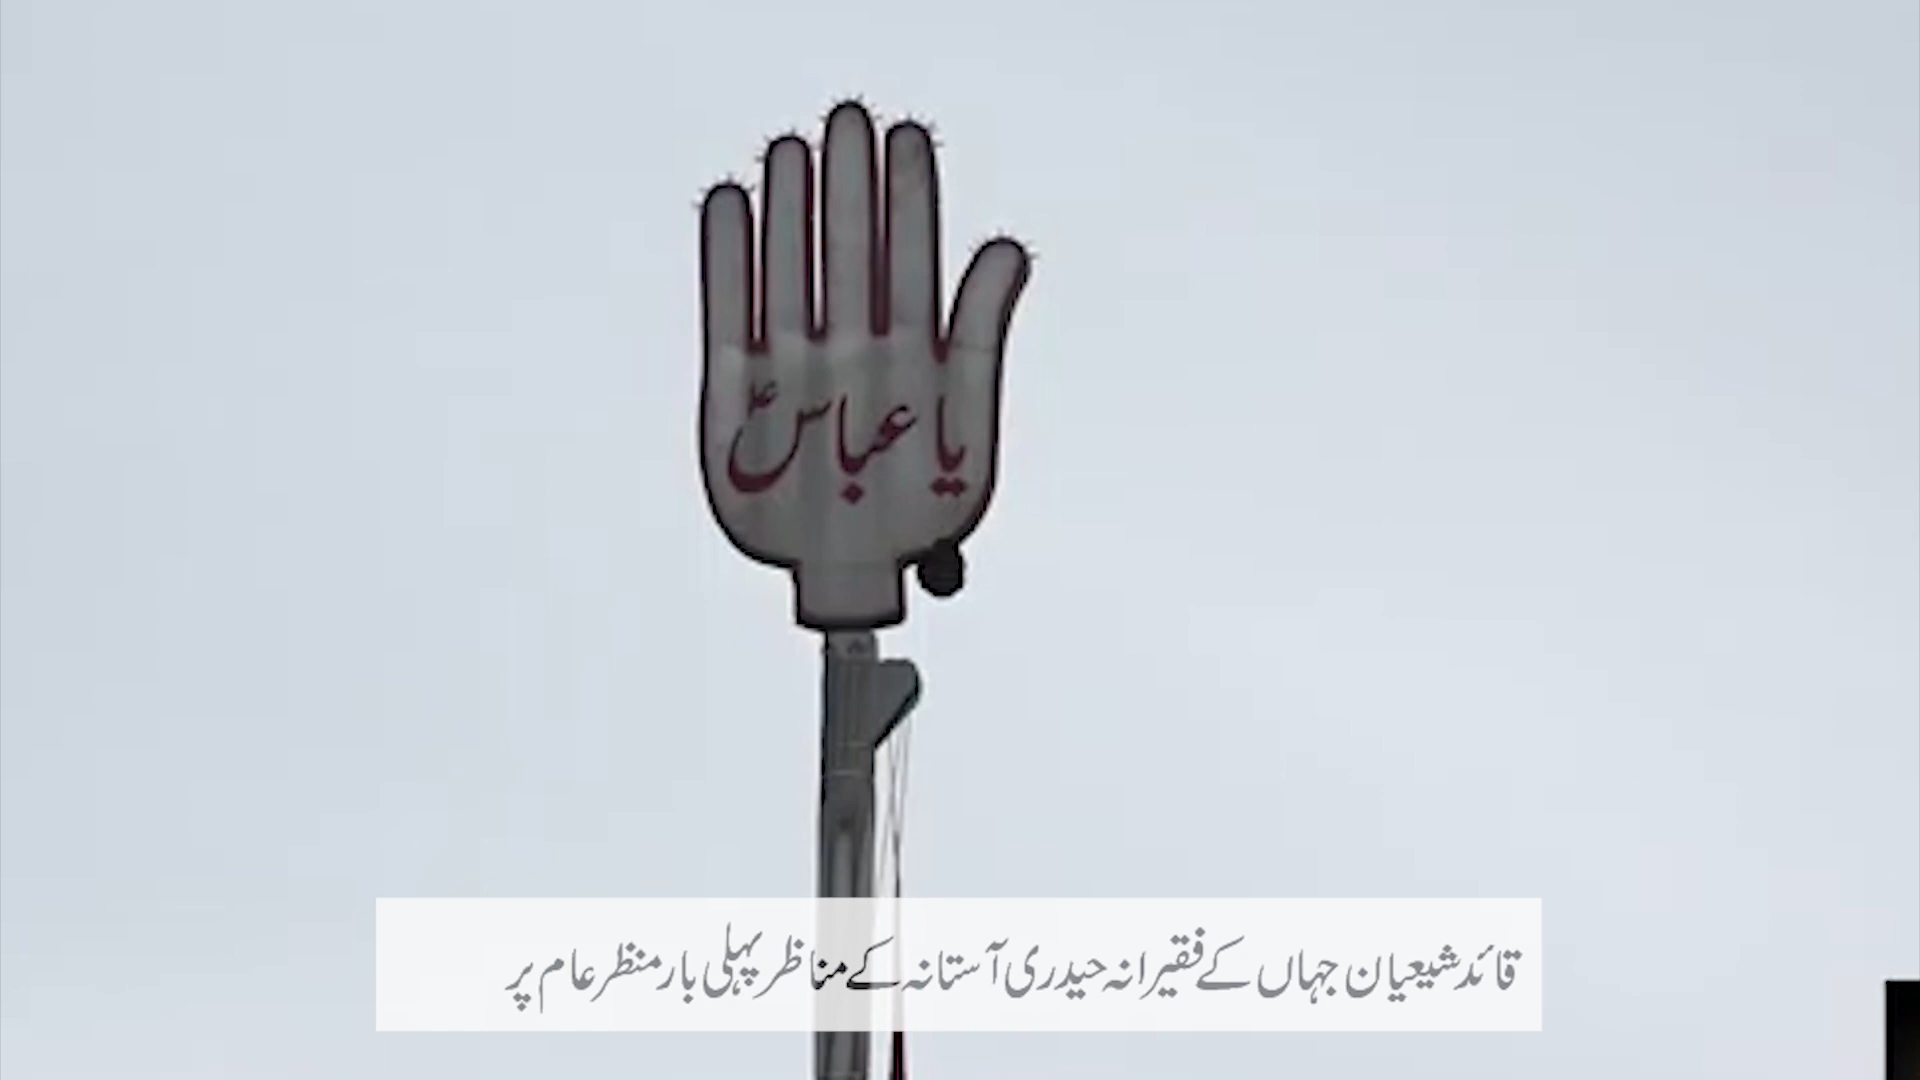 یا عباسؑ
قائد شیعیان جہاں کے فقیرانہ حیدری آستانہ کے مناظر پہلی بار منظر عام پر